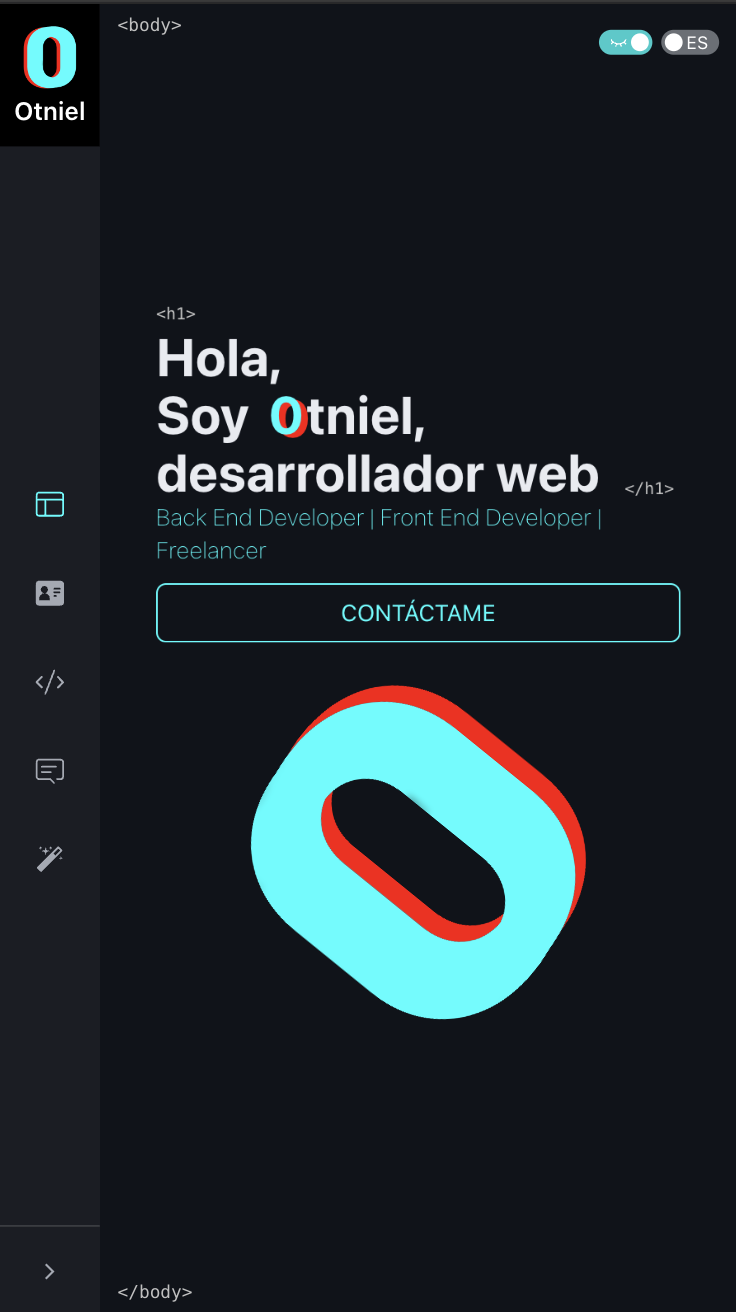 <body>
ES
Otniel
<h1>
Hola,
Soy Otniel,
desarrollador web </h1>
Back End Developer | Front End Developer |
Freelancer
CONTÁCTAME
</body>